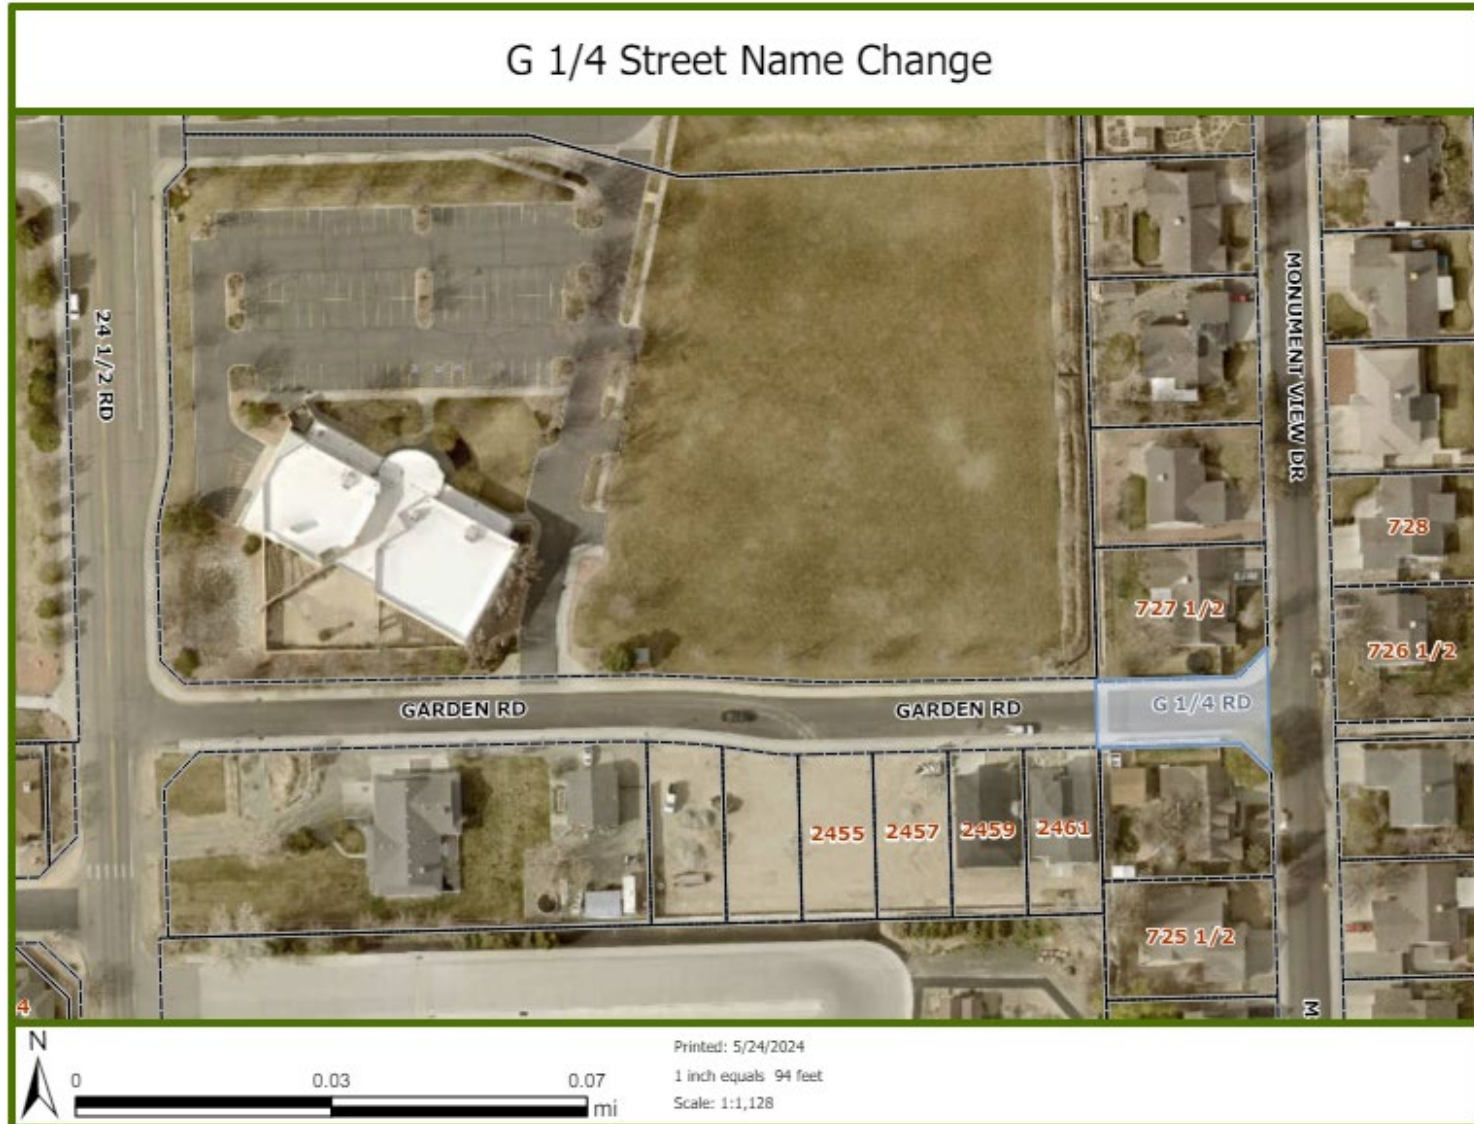 G 1/4 Street Name Change
24 1/2 RD
MONUMENT VIEW DR
728
727 1/2
726 1/2
G 1/4 RD
GARDEN RD
GARDEN RD
2455
2457
2459
2461
725 1/2
4
M
N
0
0.03
0.07
mi
Printed: 5/24/2024
1 inch equals 94 feet
Scale: 1:1,128